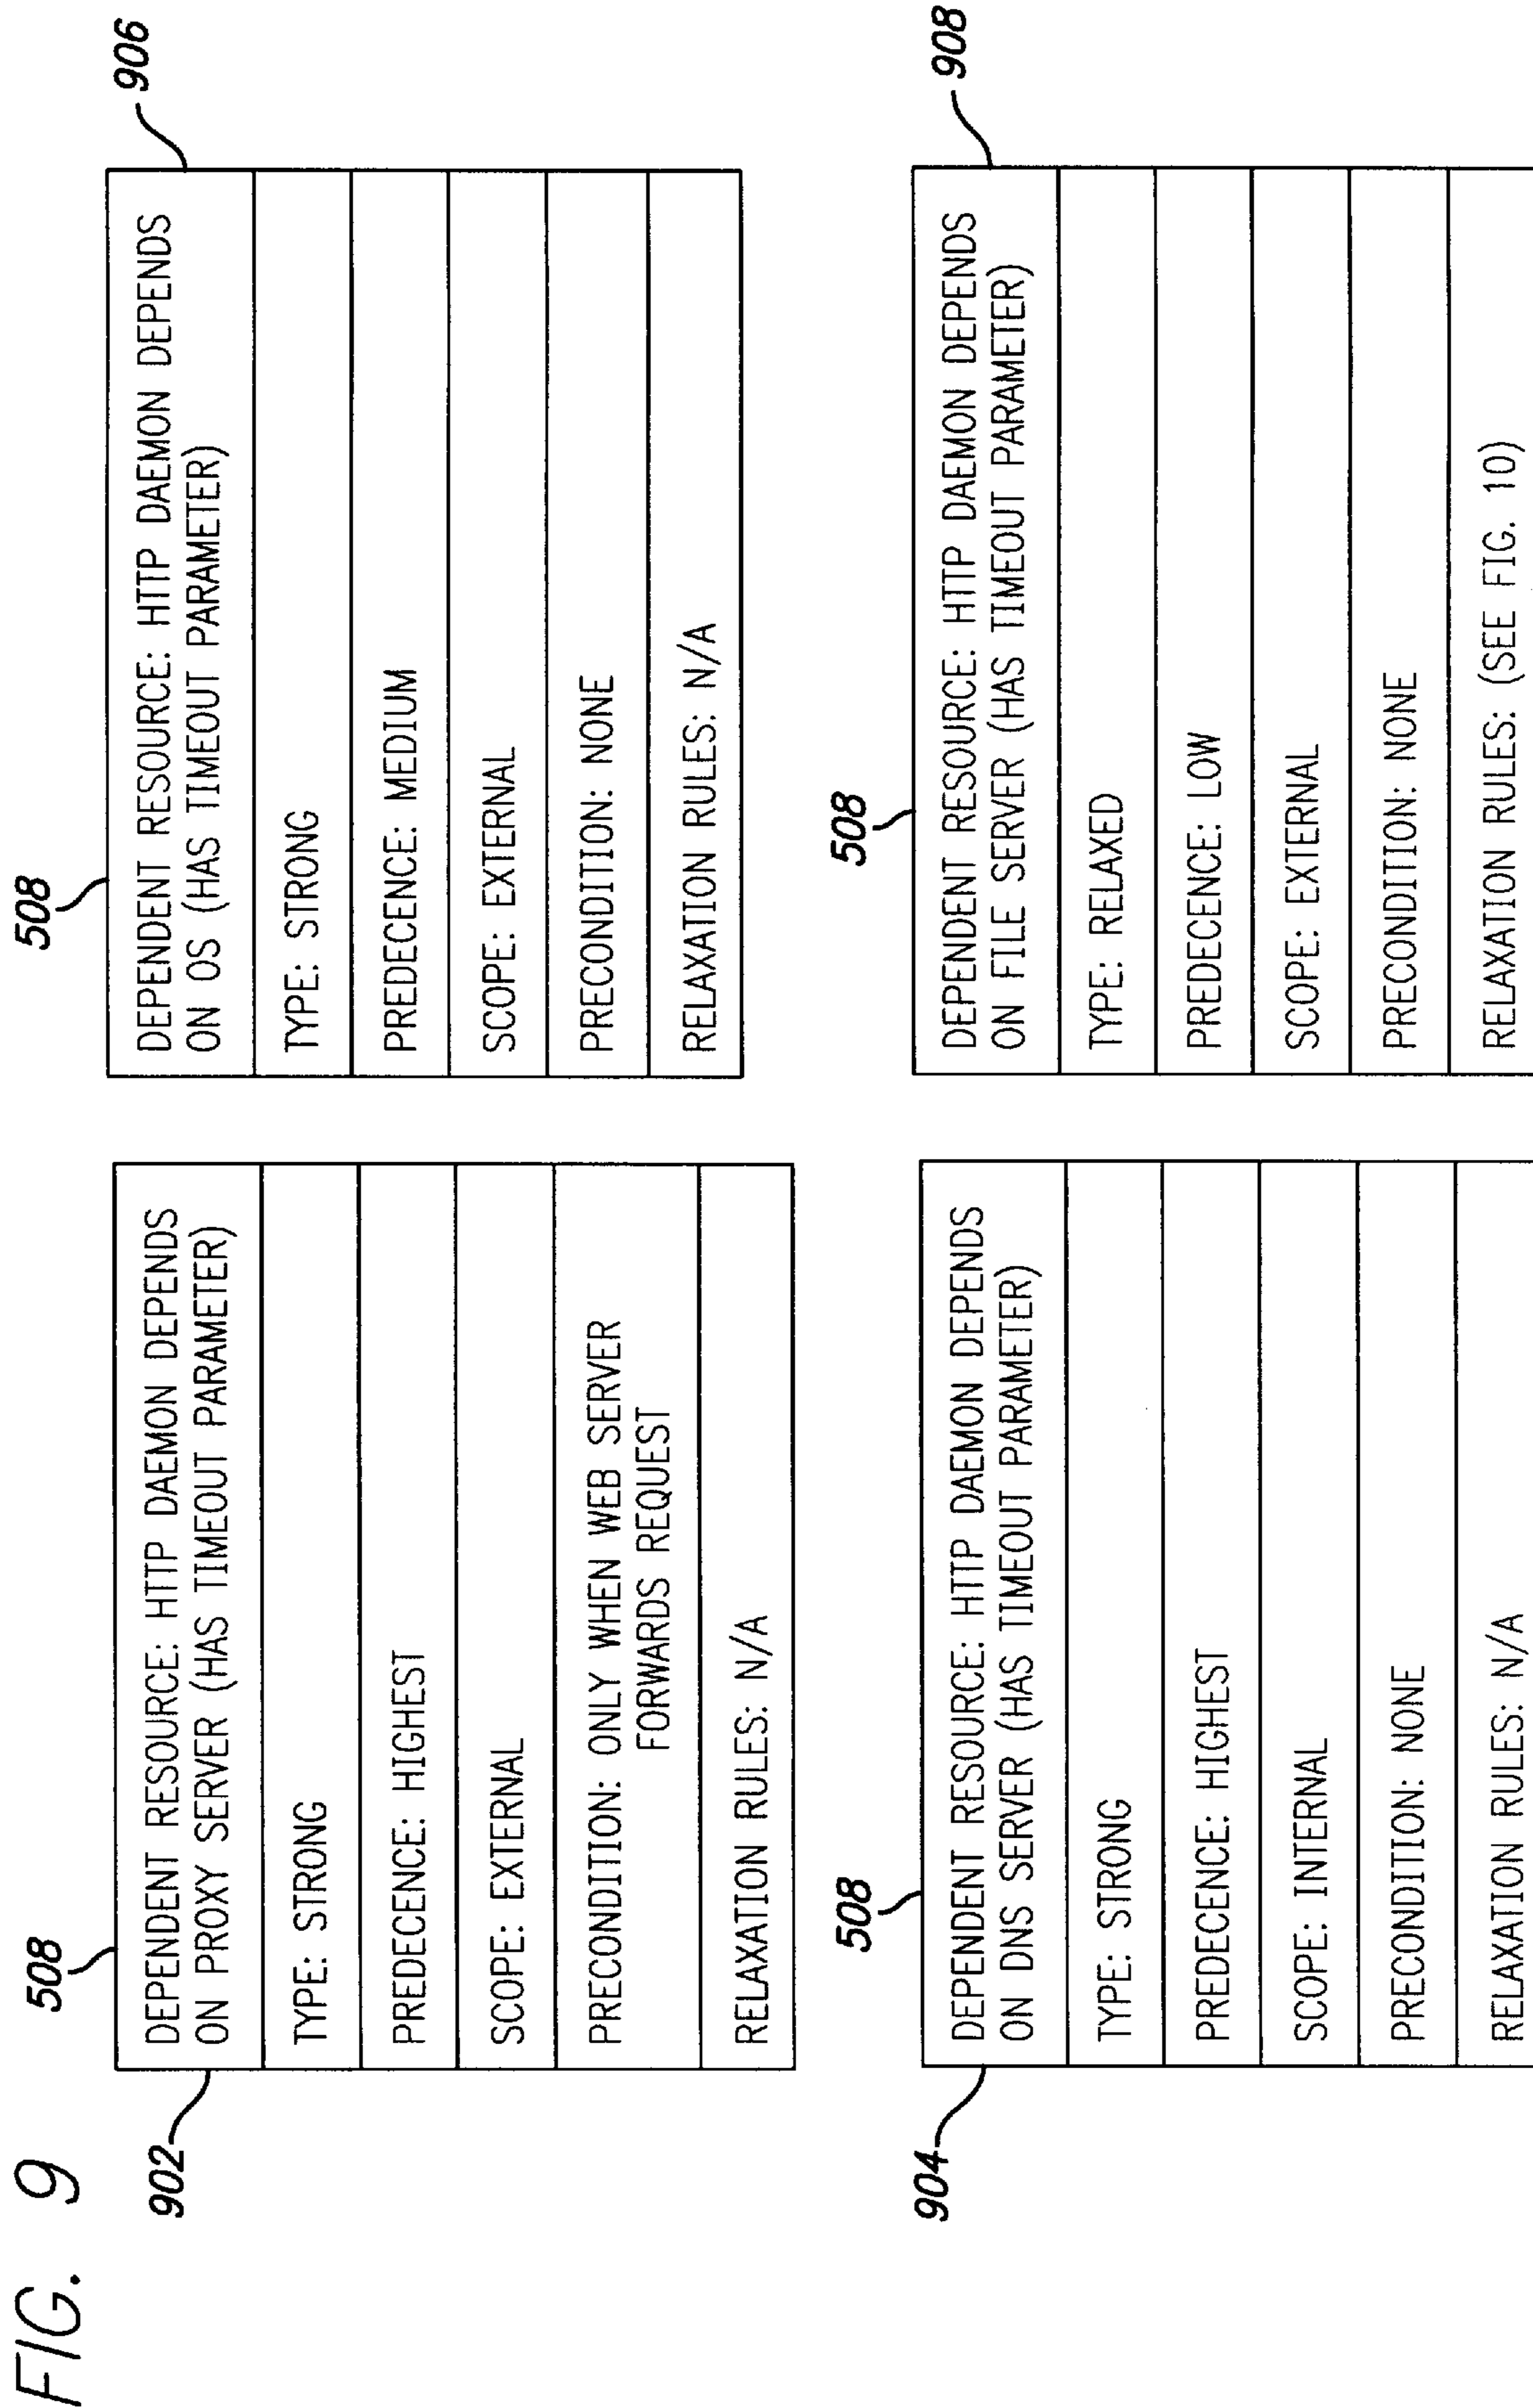 FIG. 9
508
902
DEPENDENT RESOURCE: HTTP DAEMON DEPENDS
ON PROXY SERVER (HAS TIMEOUT PARAMETER)
TYPE: STRONG
PREDECENCE: HIGHEST
SCOPE: EXTERNAL
PRECONDITION: ONLY WHEN WEB SERVER
FORWARDS REQUEST
RELAXATION RULES: N/A
508
906
DEPENDENT RESOURCE: HTTP DAEMON DEPENDS
ON OS (HAS TIMEOUT PARAMETER)
TYPE: STRONG
PREDECENCE: MEDIUM
SCOPE: EXTERNAL
PRECONDITION: NONE
RELAXATION RULES: N/A
508
904
DEPENDENT RESOURCE: HTTP DAEMON DEPENDS
ON DNS SERVER (HAS TIMEOUT PARAMETER)
TYPE: STRONG
PREDECENCE: HIGHEST
SCOPE: INTERNAL
PRECONDITION: NONE
RELAXATION RULES: N/A
508
908
DEPENDENT RESOURCE: HTTP DAEMON DEPENDS
ON FILE SERVER (HAS TIMEOUT PARAMETER)
TYPE: RELAXED
PREDECENCE: LOW
SCOPE: EXTERNAL
PRECONDITION: NONE
RELAXATION RULES: (SEE FIG. 10)